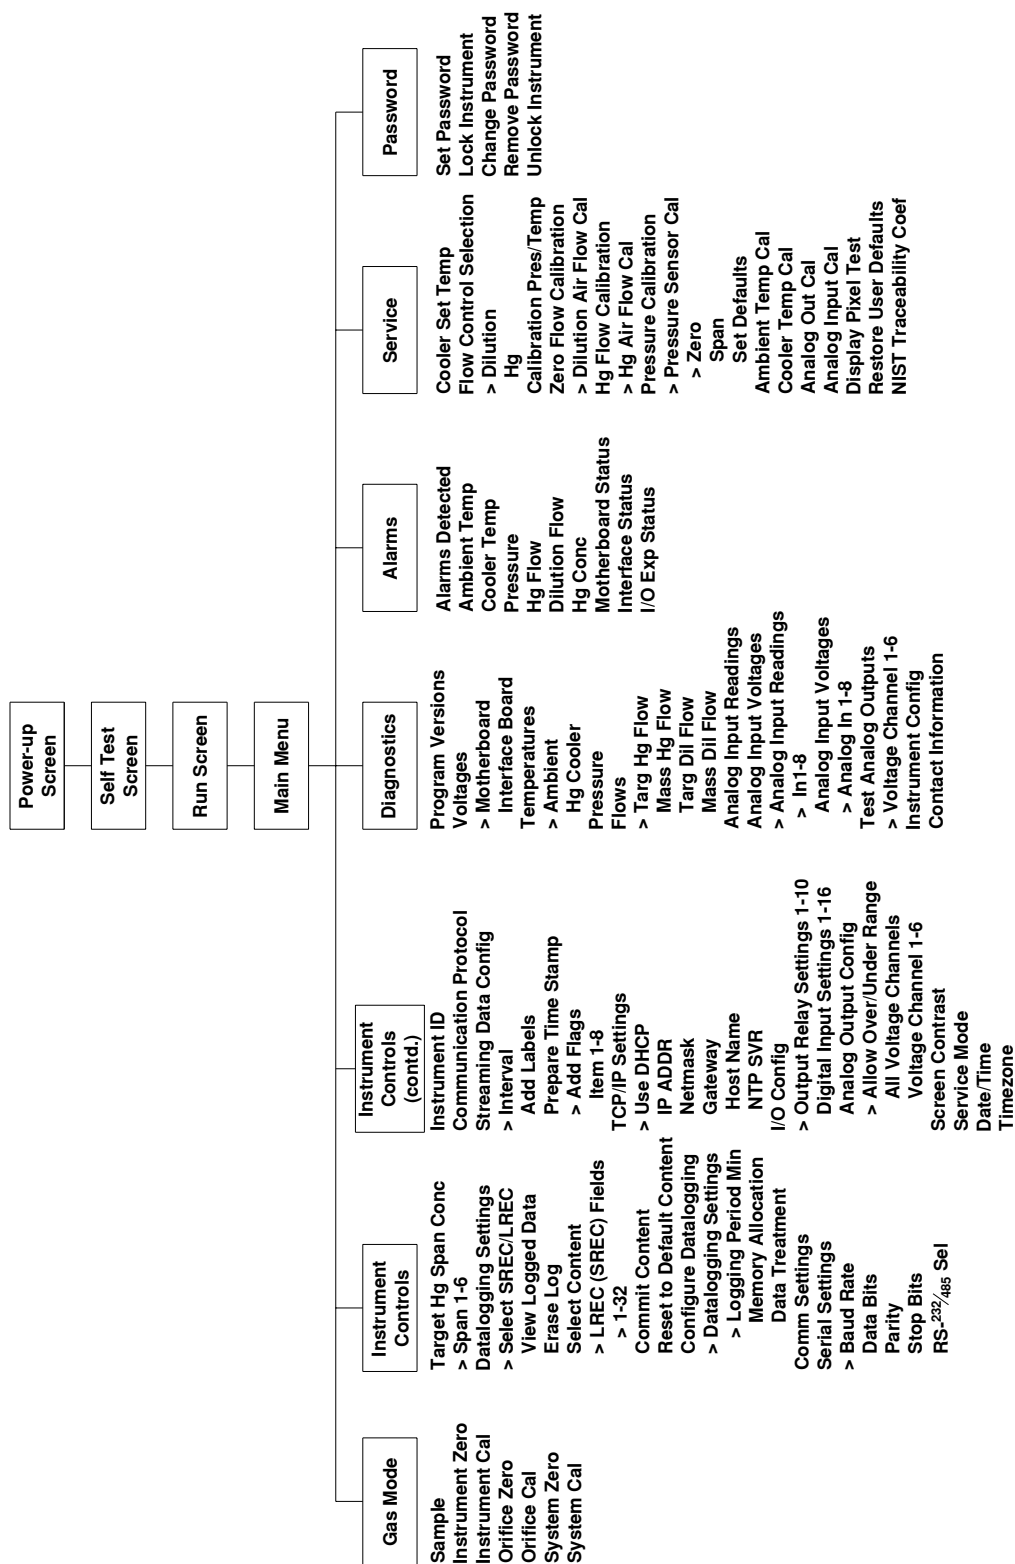 Power-up
Screen
Self Test
Screen
Run Screen
Main Menu
Gas Mode
Sample
Instrument Zero
Instrument Cal
Orifice Zero
Orifice Cal
System Zero
System Cal
Instrument
Controls
Target Hg Span Conc
> Span 1-6
Datalogging Settings
> Select SREC/LREC
View Logged Data
Erase Log
Select Content
> LREC (SREC) Fields
> 1-32
Commit Content
Reset to Default Content
Configure Datalogging
> Datalogging Settings
> Logging Period Min
Memory Allocation
Data Treatment
Comm Settings
Serial Settings
> Baud Rate
Data Bits
Parity
Stop Bits
RS-232/485 Sel
Instrument
Controls
(contd.)
Instrument ID
Communication Protocol
Streaming Data Config
> Interval
Add Labels
Prepare Time Stamp
> Add Flags
Item 1-8
TCP/IP Settings
> Use DHCP
IP ADDR
Netmask
Gateway
Host Name
NTP SVR
I/O Config
> Output Relay Settings 1-10
Digital Input Settings 1-16
Analog Output Config
> Allow Over/Under Range
All Voltage Channels
Voltage Channel 1-6
Screen Contrast
Service Mode
Date/Time
Timezone
Diagnostics
Program Versions
Voltages
> Motherboard
Interface Board
Temperatures
> Ambient
Hg Cooler
Pressure
Flows
> Targ Hg Flow
Mass Hg Flow
Targ Dil Flow
Mass Dil Flow
Analog Input Readings
Analog Input Voltages
> Analog Input Readings
> In1-8
Analog Input Voltages
> Analog In 1-8
Test Analog Outputs
> Voltage Channel 1-6
Instrument Config
Contact Information
Alarms
Alarms Detected
Ambient Temp
Cooler Temp
Pressure
Hg Flow
Dilution Flow
Hg Conc
Motherboard Status
Interface Status
I/O Exp Status
Service
Cooler Set Temp
Flow Control Selection
> Dilution
Hg
Calibration Pres/Temp
Zero Flow Calibration
> Dilution Air Flow Cal
Hg Flow Calibration
> Hg Air Flow Cal
Pressure Calibration
> Pressure Sensor Cal
> Zero
Span
Set Defaults
Ambient Temp Cal
Cooler Temp Cal
Analog Out Cal
Analog Input Cal
Display Pixel Test
Restore User Defaults
NIST Traceability Coef
Password
Set Password
Lock Instrument
Change Password
Remove Password
Unlock Instrument